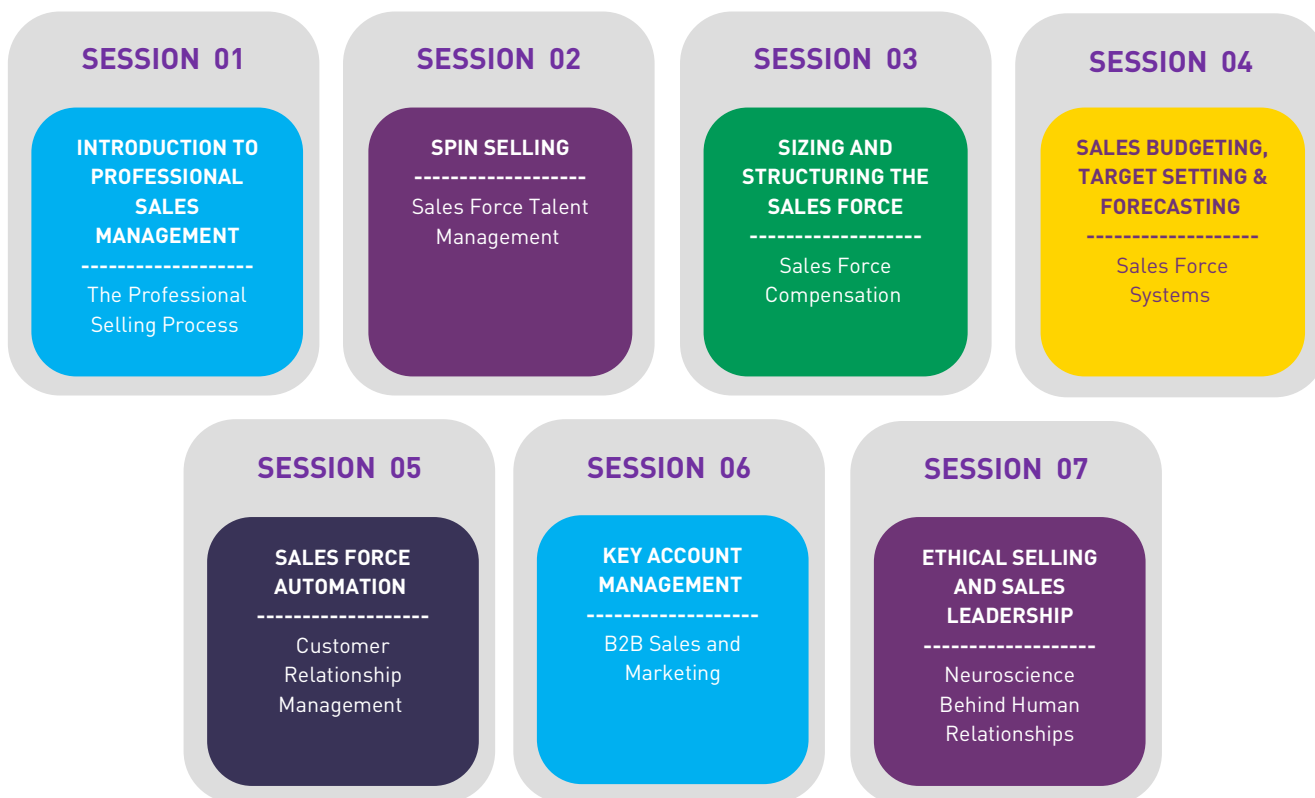 SESSION 01
INTRODUCTION TO
PROFESSIONAL
SALES
MANAGEMENT
-------------------
The Professional
Selling Process
SESSION 02
SPIN SELLING
-------------------
Sales Force Talent
Management
SESSION 03
SIZING AND
STRUCTURING THE
SALES FORCE
-------------------
Sales Force
Compensation
SESSION 04
SALES BUDGETING,
TARGET SETTING &
FORECASTING
-------------------
Sales Force
Systems
SESSION 05
SALES FORCE
AUTOMATION
-------------------
Customer
Relationship
Management
SESSION 06
KEY ACCOUNT
MANAGEMENT
-------------------
B2B Sales and
Marketing
SESSION 07
ETHICAL SELLING
AND SALES
LEADERSHIP
-------------------
Neuroscience
Behind Human
Relationships